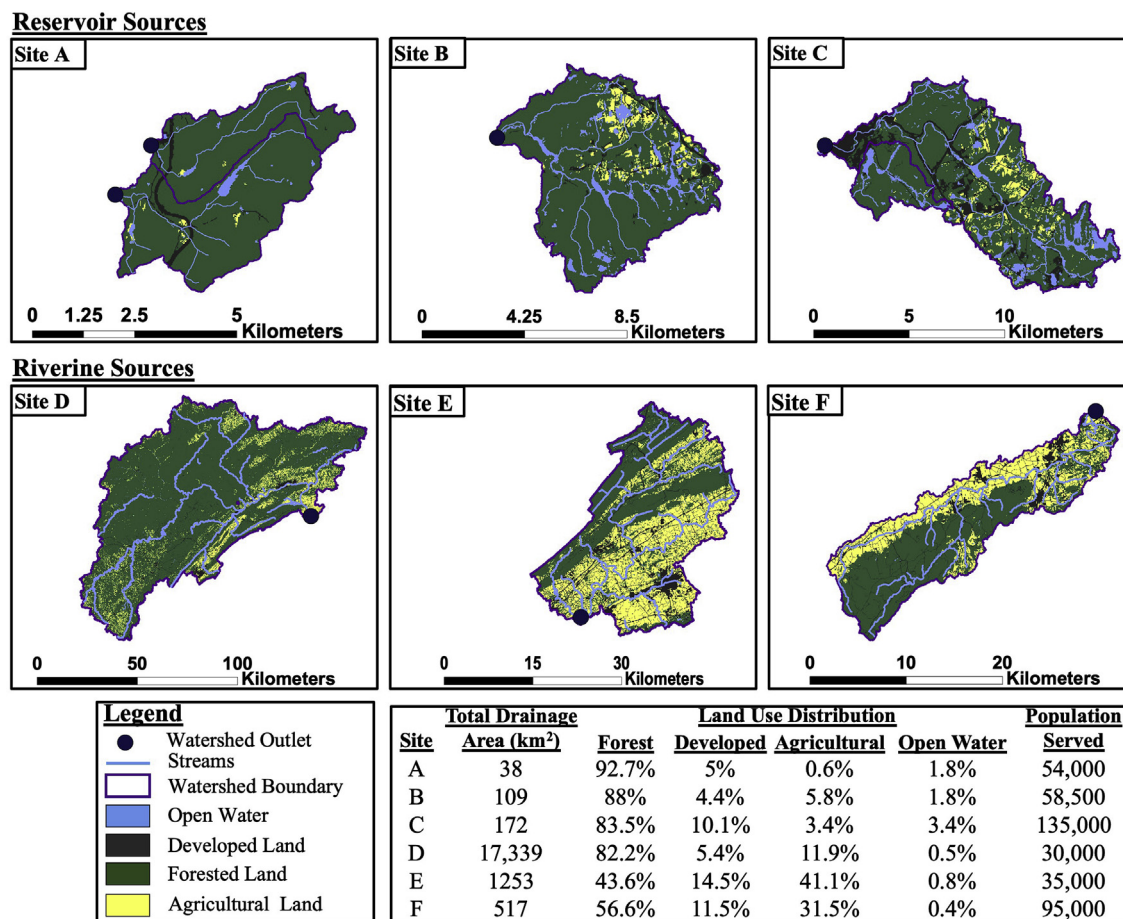 Reservoir Sources
Site A
Site B
Site C
0 1.25 2.5 5 Kilometers
0 4.25 8.5 Kilometers
0 5 10 Kilometers
Riverine Sources
Site D
Site E
Site F
0 50 100 Kilometers
0 15 30 Kilometers
0 10 20 Kilometers
Legend
Watershed Outlet
Streams
Watershed Boundary
Open Water
Developed Land
Forested Land
Agricultural Land
Total Drainage Land Use Distribution Population
Site Area (km²) Forest Developed Agricultural Open Water Served
A 38 92.7% 5% 0.6% 1.8% 54,000
B 109 88% 4.4% 5.8% 1.8% 58,500
C 172 83.5% 10.1% 3.4% 3.4% 135,000
D 17,339 82.2% 5.4% 11.9% 0.5% 30,000
E 1253 43.6% 14.5% 41.1% 0.8% 35,000
F 517 56.6% 11.5% 31.5% 0.4% 95,000